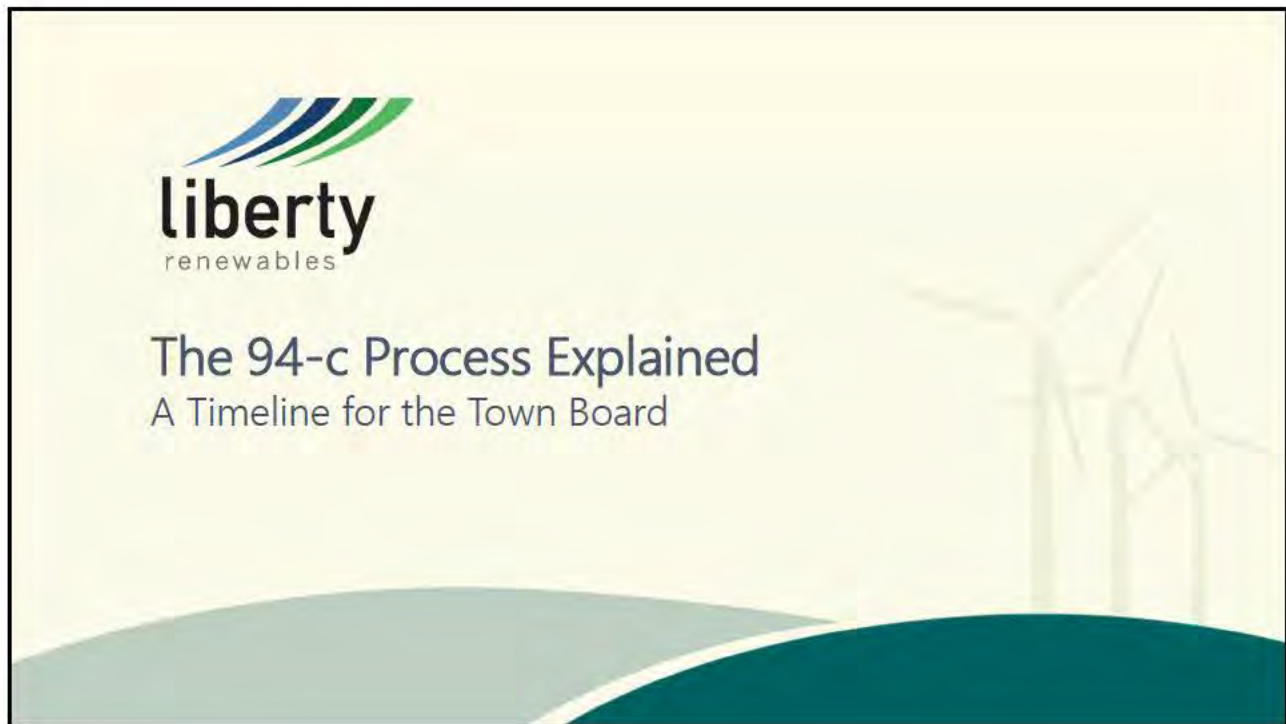 liberty
renewables
The 94-c Process Explained
A Timeline for the Town Board